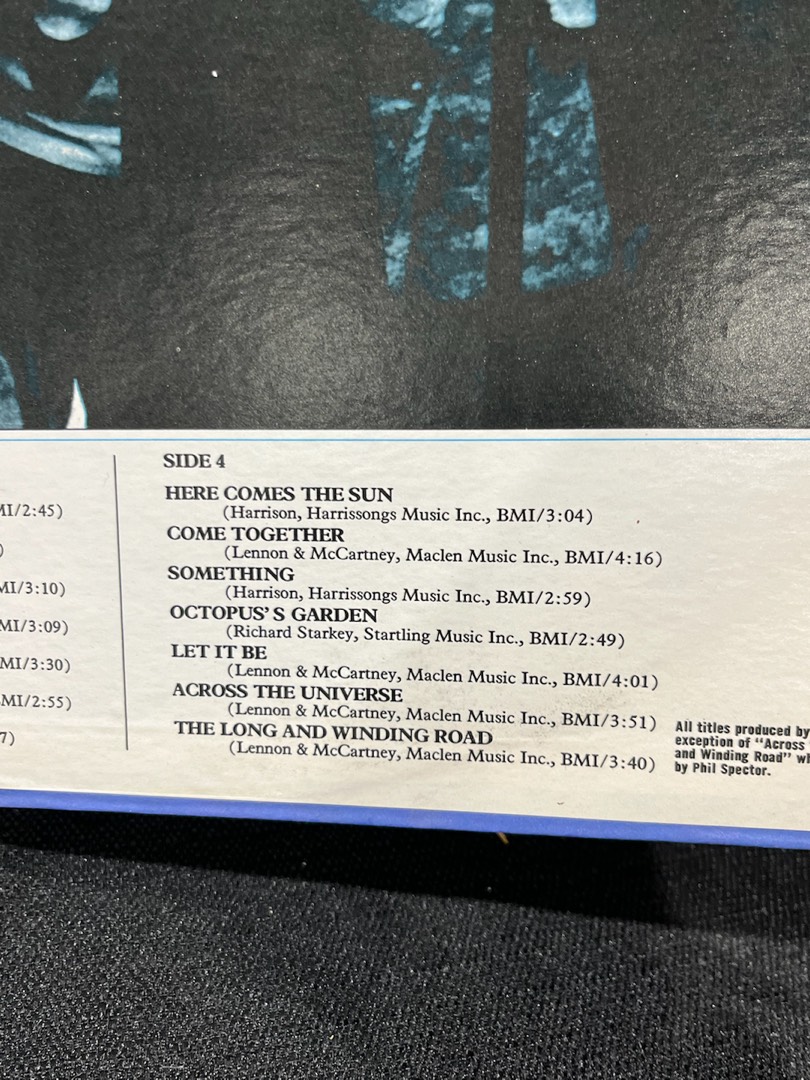 MI/2:45)
)
MI/3:10)
MI/3:09)
MI/3:30)
MI/2:55)
7)
SIDE 4
HERE COMES THE SUN
(Harrison, Harrissongs Music Inc., BMI/3:04)
COME TOGETHER
(Lennon & McCartney, Maclen Music Inc., BMI/4:16)
SOMETHING
(Harrison, Harrissongs Music Inc., BMI/2:59)
OCTOPUS'S GARDEN
(Richard Starkey, Startling Music Inc., BMI/2:49)
LET IT BE
(Lennon & McCartney, Maclen Music Inc., BMI/4:01)
ACROSS THE UNIVERSE
(Lennon & McCartney, Maclen Music Inc., BMI/3:51)
THE LONG AND WINDING ROAD
(Lennon & McCartney, Maclen Music Inc., BMI/3:40)
All titles produced by
exception of "Across
and Winding Road" wh
by Phil Spector.